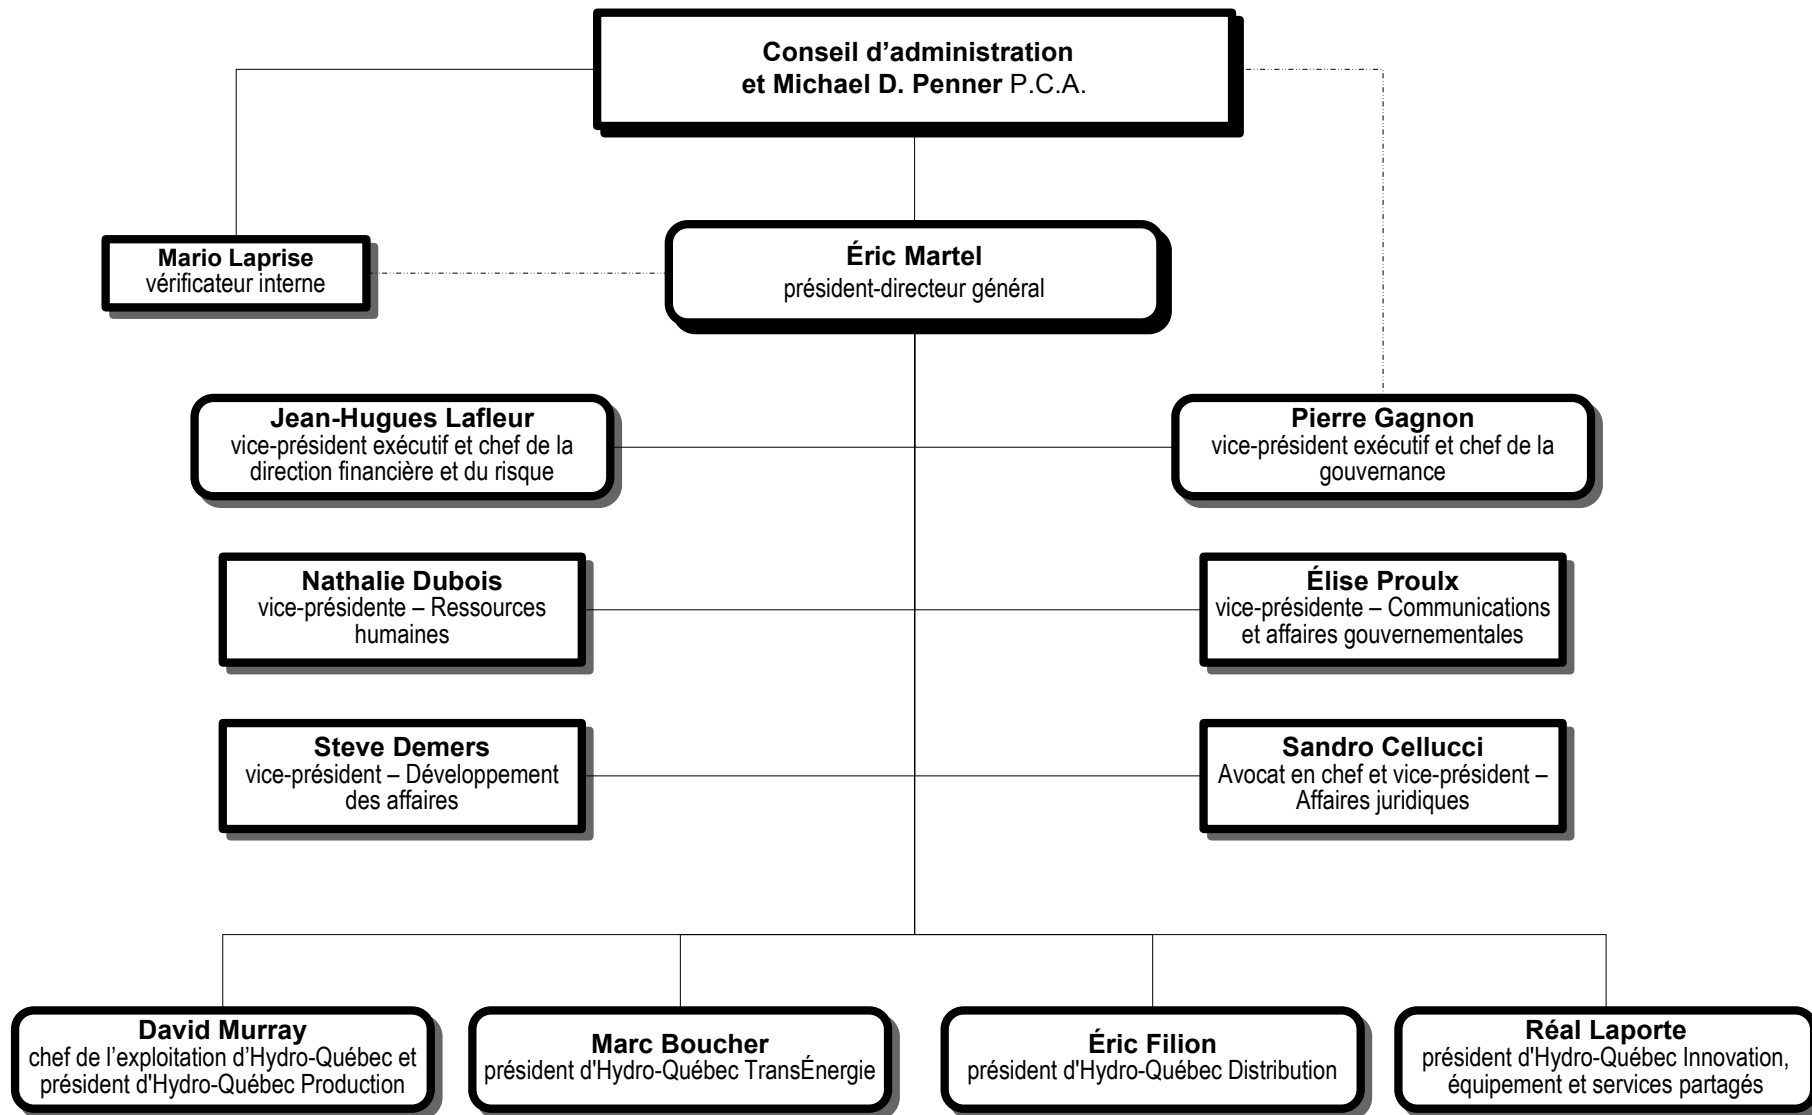 Conseil d’administration
et Michael D. Penner P.C.A.
Mario Laprise
vérificateur interne
Éric Martel
président-directeur général
Jean-Hugues Lafleur
vice-président exécutif et chef de la
direction financière et du risque
Pierre Gagnon
vice-président exécutif et chef de la
gouvernance
Nathalie Dubois
vice-présidente – Ressources
humaines
Élise Proulx
vice-présidente – Communications
et affaires gouvernementales
Steve Demers
vice-président – Développement
des affaires
Sandro Cellucci
Avocat en chef et vice-président –
Affaires juridiques
David Murray
chef de l’exploitation d’Hydro-Québec et
président d'Hydro-Québec Production
Marc Boucher
président d'Hydro-Québec TransÉnergie
Éric Filion
président d'Hydro-Québec Distribution
Réal Laporte
président d'Hydro-Québec Innovation,
équipement et services partagés